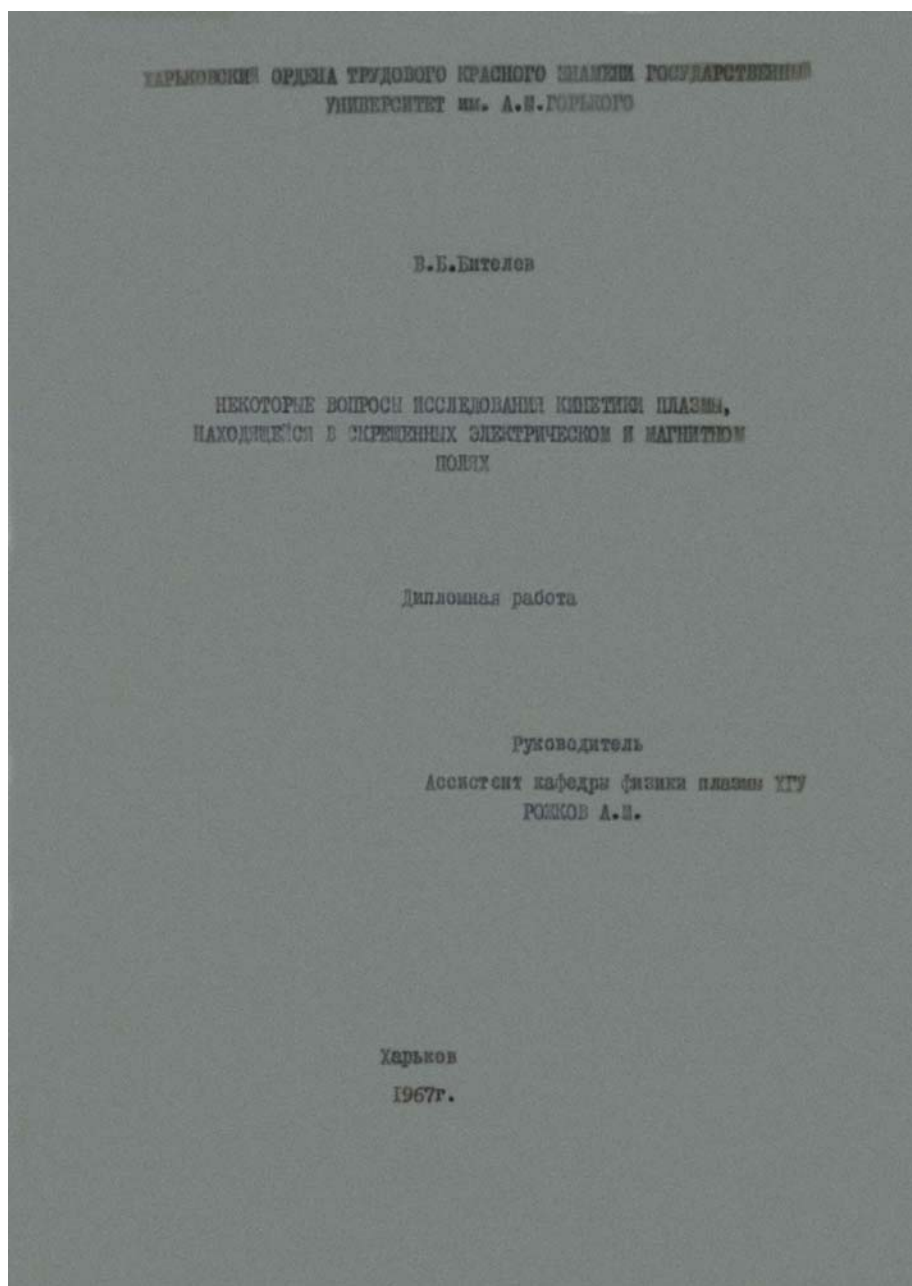 ХАРЬКОВСКИЙ ОРДЕНА ТРУДОВОГО КРАСНОГО ЗНАМЕНИ ГОСУДАРСТВЕННЫЙ
УНИВЕРСИТЕТ им. А.М.ГОРЬКОГО
В.Б.Бителев
НЕКОТОРЫЕ ВОПРОСЫ ИССЛЕДОВАНИЯ КИНЕТИКИ ПЛАЗМЫ,
НАХОДЯЩЕЙСЯ В СКРЕЩЕННЫХ ЭЛЕКТРИЧЕСКОМ И МАГНИТНОМ
ПОЛЯХ
Дипломная работа
Руководитель
Ассистент кафедры физики плазмы ХГУ
РОЖКОВ А.М.
Харьков
1967г.